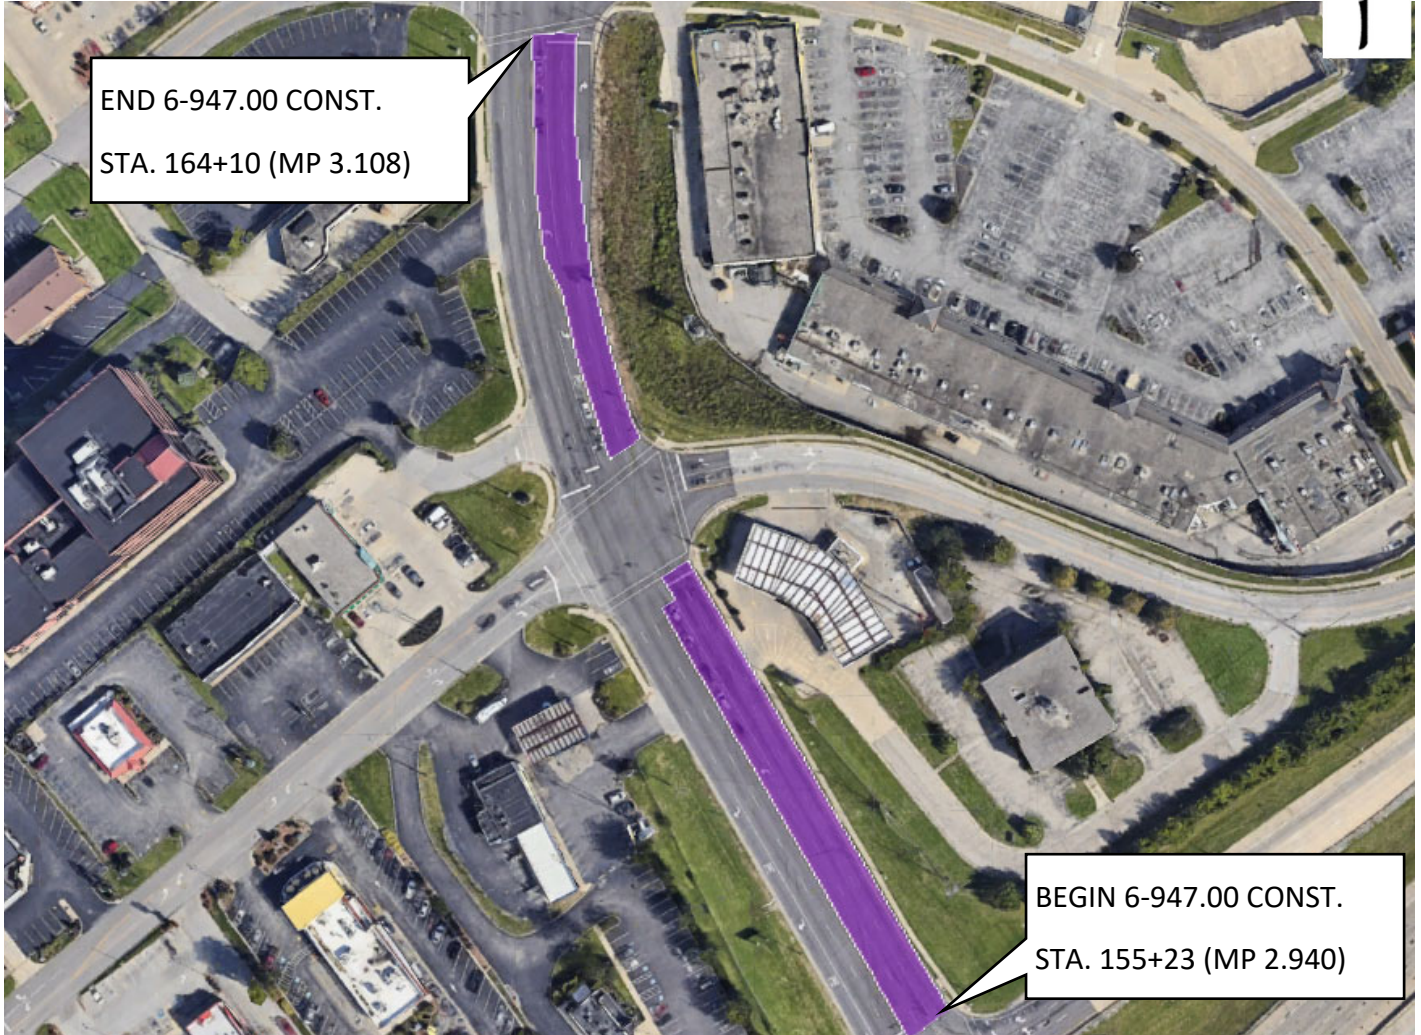 END 6-947.00 CONST.
STA. 164+10 (MP 3.108)
BEGIN 6-947.00 CONST.
STA. 155+23 (MP 2.940)